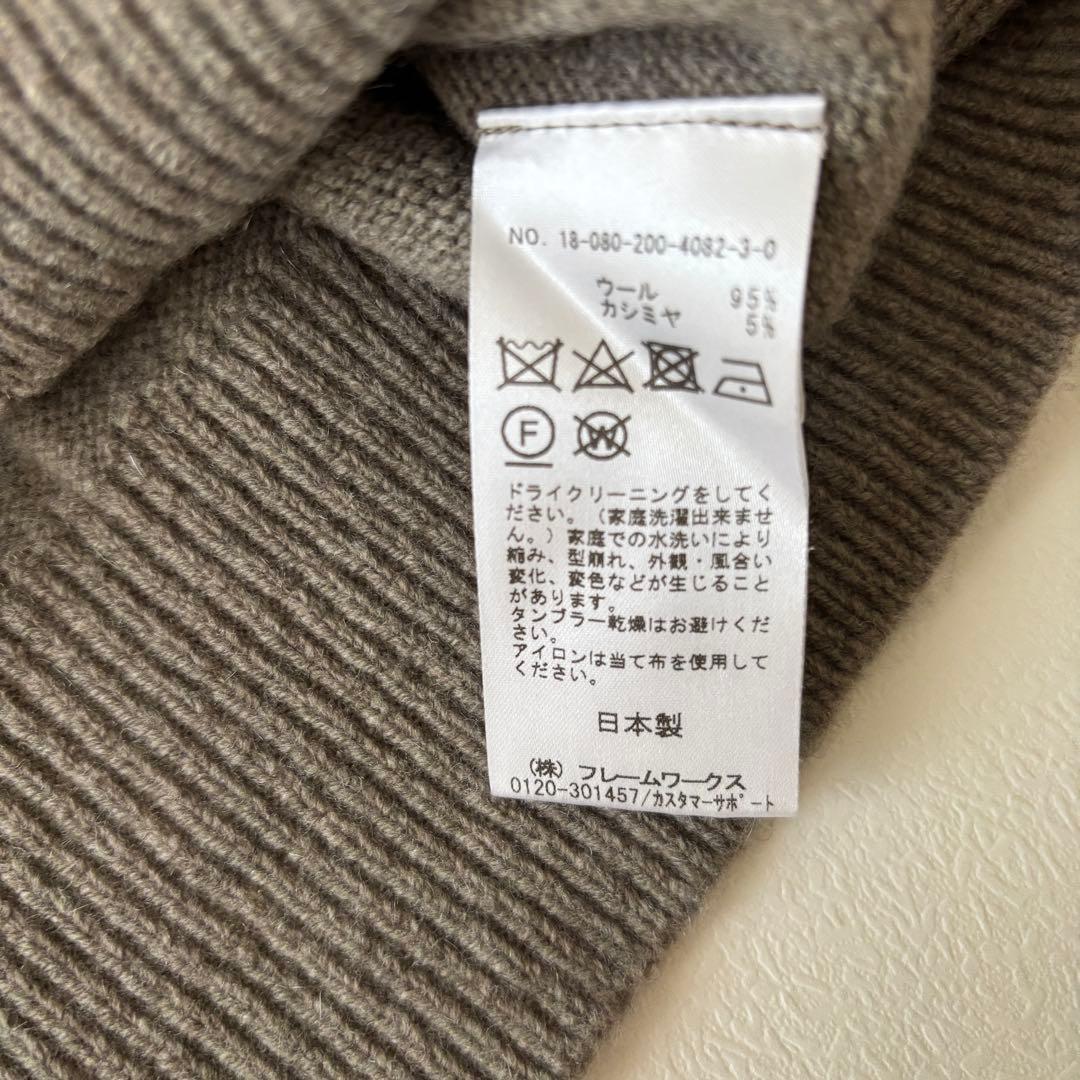 NO. 18-080-200-4082-3-0
ウール 95%
カシミヤ 5%
F W
ドライクリーニングをしてく
ださい。（家庭洗濯出来ませ
ん。）家庭での水洗いにより
縮み、型崩れ、外観・風合い
変化、変色などが生じること
があります。
タンブラー乾燥はお避けくだ
さい。
アイロンは当て布を使用して
ください。
日本製
（株）フレームワークス
0120-301457/カスタマーサポート